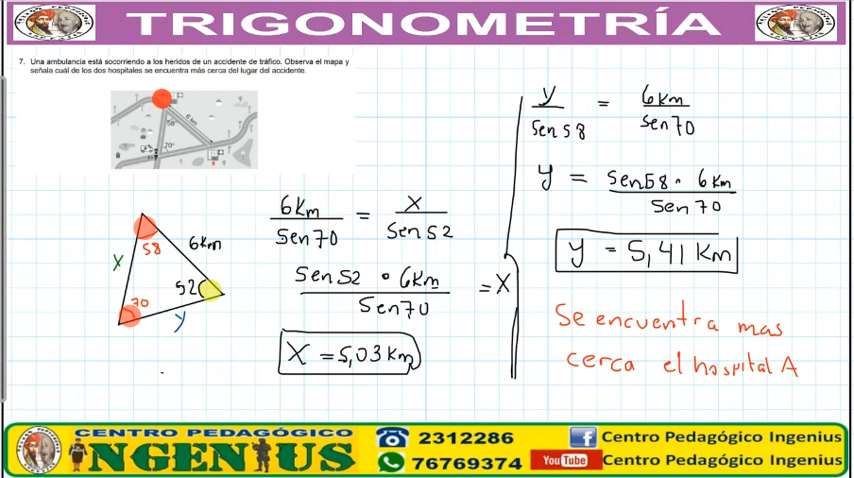 TRIGONOMETRÍA
7. Una ambulancia está socorriendo a los heridos de un accidente de tráfico. Observa el mapa y
señala cuál de los dos hospitales se encuentra más cerca del lugar del accidente.
6 km
58°
70°
58
6km
X
52
70
y
6Km / Sen70 = X / Sen52
Sen52 • 6Km / Sen70 = X
X = 5,03 Km
y / Sen58 = 6Km / Sen70
y = Sen58 • 6Km / Sen70
y = 5,41 Km
Se encuentra mas
cerca el hospital A
CENTRO PEDAGÓGICO
INGENIUS
2312286
76769374
Centro Pedagógico Ingenius
YouTube Centro Pedagógico Ingenius